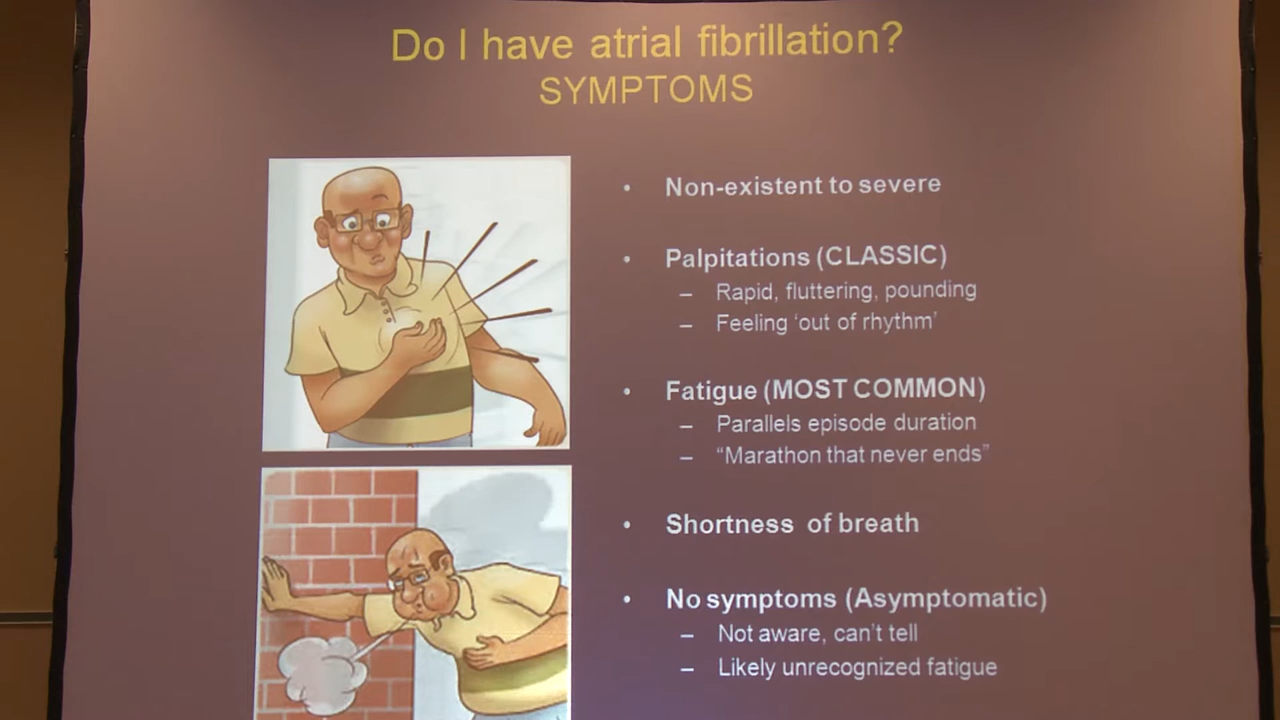 Do I have atrial fibrillation?
SYMPTOMS
• Non-existent to severe
• Palpitations (CLASSIC)
– Rapid, fluttering, pounding
– Feeling ‘out of rhythm’
• Fatigue (MOST COMMON)
– Parallels episode duration
– “Marathon that never ends”
• Shortness of breath
• No symptoms (Asymptomatic)
– Not aware, can’t tell
– Likely unrecognized fatigue